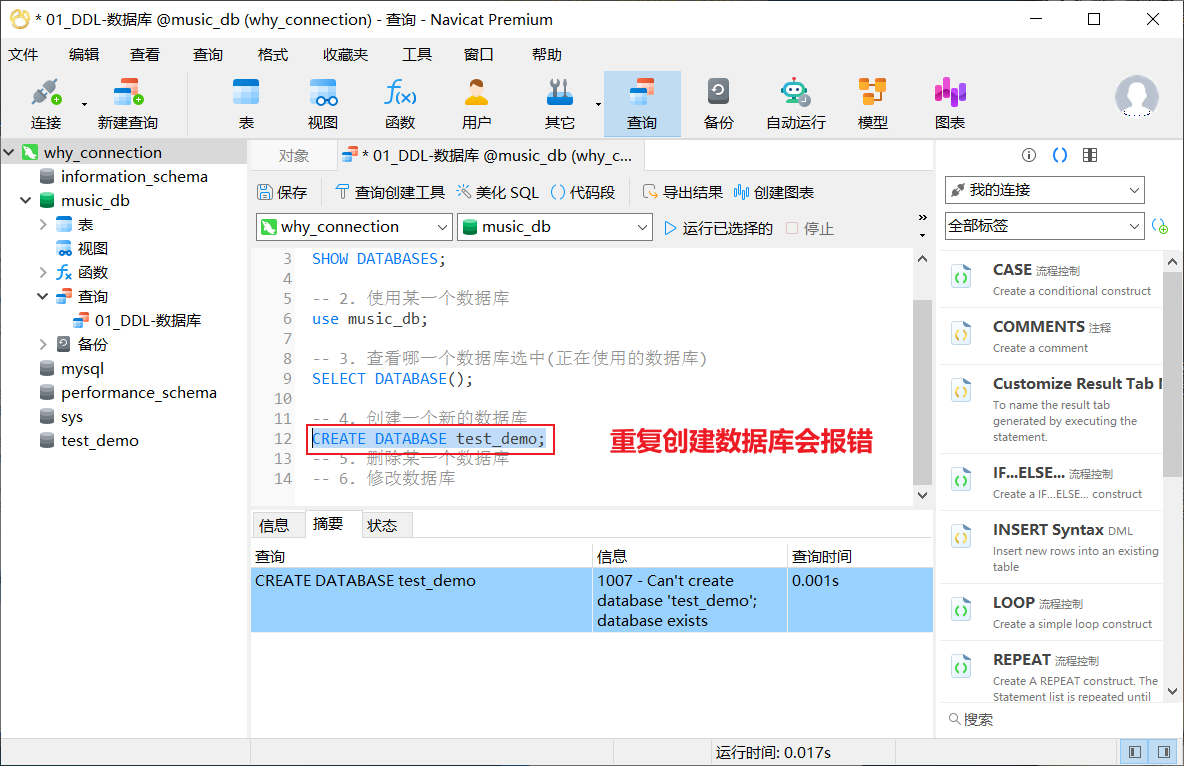 * 01_DDL-数据库 @music_db (why_connection) - 查询 - Navicat Premium
文件 编辑 查看 查询 格式 收藏夹 工具 窗口 帮助
连接 新建查询 表 视图 函数 用户 其它 查询 备份 自动运行 模型 图表
why_connection
information_schema
music_db
表
视图
函数
查询
01_DDL-数据库
备份
mysql
performance_schema
sys
test_demo
对象 * 01_DDL-数据库 @music_db (why_c...
保存 查询创建工具 美化 SQL 代码段 导出结果 创建图表
why_connection music_db 运行已选择的 停止
3 SHOW DATABASES;
4
5 -- 2. 使用某一个数据库
6 use music_db;
7
8 -- 3. 查看哪一个数据库选中(正在使用的数据库)
9 SELECT DATABASE();
10
11 -- 4. 创建一个新的数据库
12 CREATE DATABASE test_demo;
重复创建数据库会报错
13 -- 5. 删除某一个数据库
14 -- 6. 修改数据库
信息 摘要 状态
查询 信息 查询时间
CREATE DATABASE test_demo 1007 - Can't create 0.001s
database 'test_demo';
database exists
我的连接
全部标签
CASE 流程控制
Create a conditional construct
COMMENTS 注释
Create a comment
Customize Result Tab N
To name the result tab
generated by executing the
statement.
IF...ELSE... 流程控制
Create a IF...ELSE... construct
INSERT Syntax DML
Insert new rows into an existing
table
LOOP 流程控制
Create a simple loop construct
REPEAT 流程控制
Create A REPEAT construct. The
Statement list is repeated until
搜索
运行时间: 0.017s